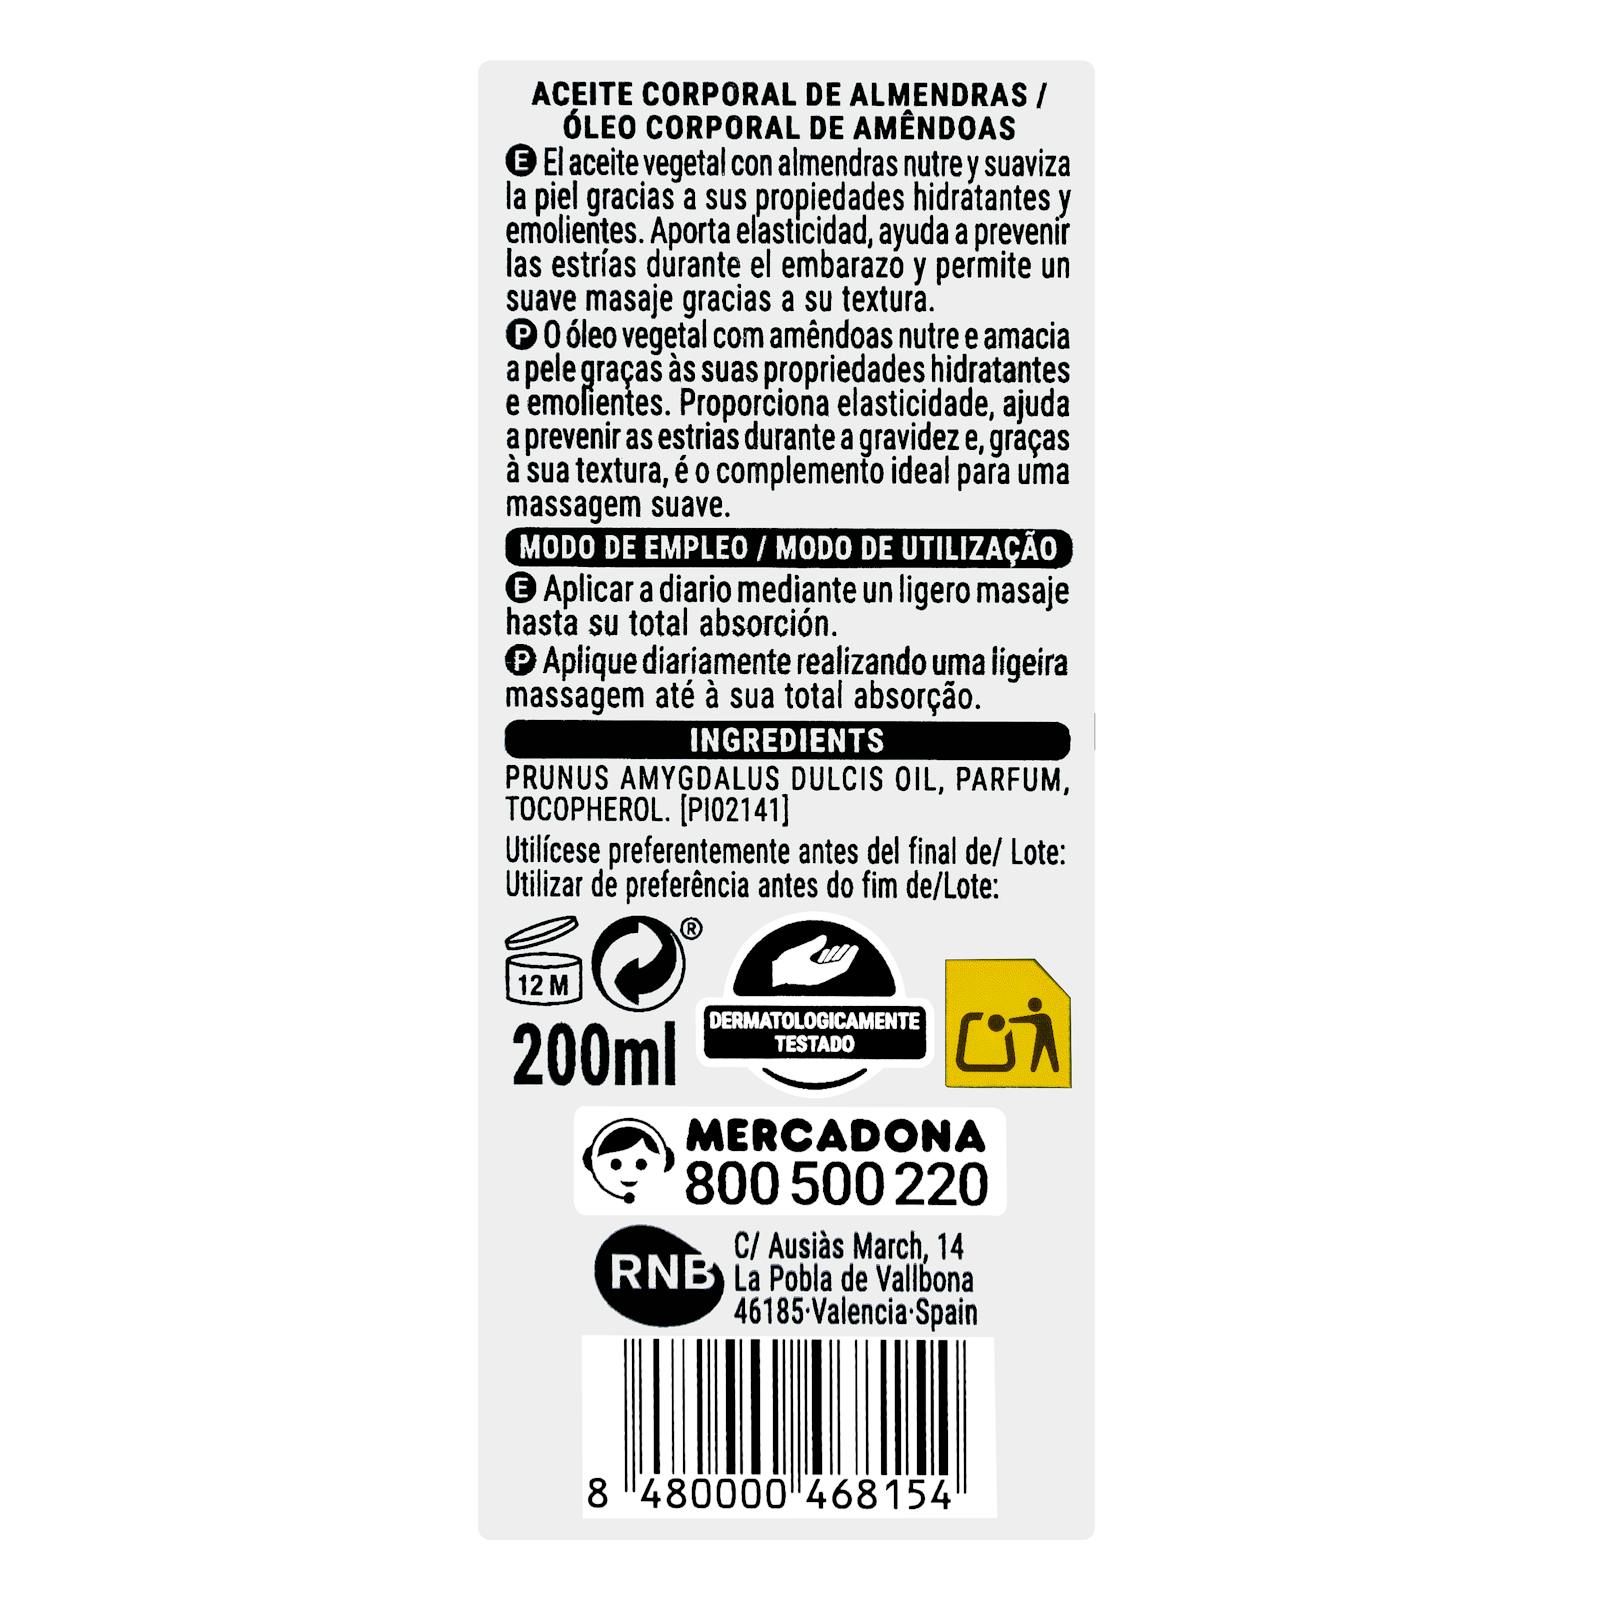 ACEITE CORPORAL DE ALMENDRAS /
ÓLEO CORPORAL DE AMÊNDOAS
E El aceite vegetal con almendras nutre y suaviza
la piel gracias a sus propiedades hidratantes y
emolientes. Aporta elasticidad, ayuda a prevenir
las estrías durante el embarazo y permite un
suave masaje gracias a su textura.
P O óleo vegetal com amêndoas nutre e amacia
a pele graças às suas propriedades hidratantes
e emolientes. Proporciona elasticidade, ajuda
a prevenir as estrias durante a gravidez e, graças
à sua textura, é o complemento ideal para uma
massagem suave.
MODO DE EMPLEO / MODO DE UTILIZAÇÃO
E Aplicar a diario mediante un ligero masaje
hasta su total absorción.
P Aplique diariamente realizando uma ligeira
massagem até à sua total absorção.
INGREDIENTS
PRUNUS AMYGDALUS DULCIS OIL, PARFUM,
TOCOPHEROL. [PI02141]
Utilícese preferentemente antes del final de/ Lote:
Utilizar de preferência antes do fim de/Lote:
12 M
®
200ml
DERMATOLOGICAMENTE
TESTADO
MERCADONA
800 500 220
RNB
C/ Ausiàs March, 14
La Pobla de Vallbona
46185·Valencia·Spain
8 480000 468154